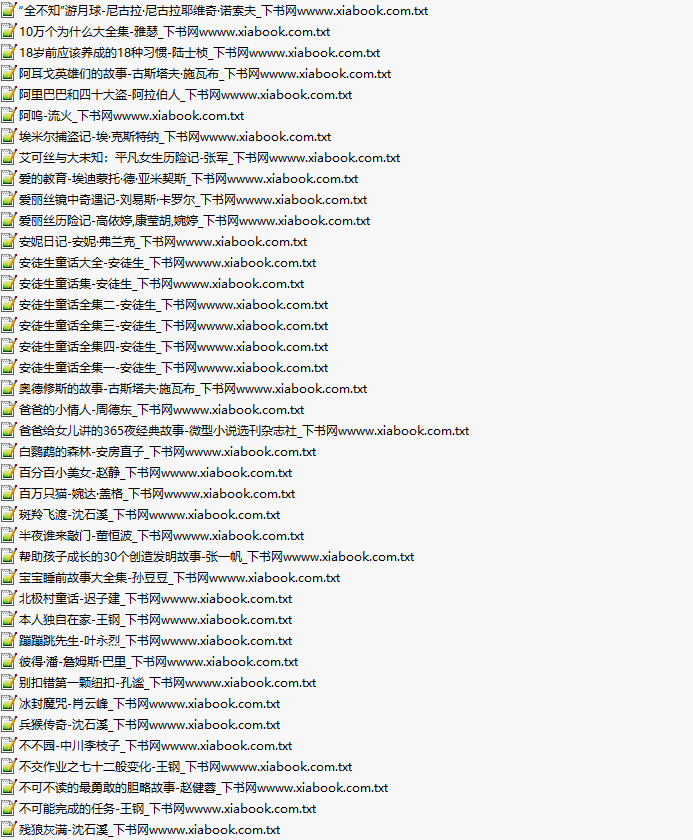 “全不知”游月球-尼古拉·尼古拉耶维奇·诺索夫_下书网wwww.xiabook.com.txt
10万个为什么大全集-雅瑟_下书网wwww.xiabook.com.txt
18岁前应该养成的18种习惯-陆士桢_下书网wwww.xiabook.com.txt
阿耳戈英雄们的故事-古斯塔夫·施瓦布_下书网wwww.xiabook.com.txt
阿里巴巴和四十大盗-阿拉伯人_下书网wwww.xiabook.com.txt
阿呜-流火_下书网wwww.xiabook.com.txt
埃米尔捕盗记-埃·克斯特纳_下书网wwww.xiabook.com.txt
艾可丝与大未知：平凡女生历险记-张军_下书网wwww.xiabook.com.txt
爱的教育-埃迪蒙托·德·亚米契斯_下书网wwww.xiabook.com.txt
爱丽丝镜中奇遇记-刘易斯·卡罗尔_下书网wwww.xiabook.com.txt
爱丽丝历险记-高依婷,康莹胡,婉婷_下书网wwww.xiabook.com.txt
安妮日记-安妮·弗兰克_下书网wwww.xiabook.com.txt
安徒生童话大全-安徒生_下书网wwww.xiabook.com.txt
安徒生童话集-安徒生_下书网wwww.xiabook.com.txt
安徒生童话全集二-安徒生_下书网wwww.xiabook.com.txt
安徒生童话全集三-安徒生_下书网wwww.xiabook.com.txt
安徒生童话全集四-安徒生_下书网wwww.xiabook.com.txt
安徒生童话全集一-安徒生_下书网wwww.xiabook.com.txt
奥德修斯的故事-古斯塔夫·施瓦布_下书网wwww.xiabook.com.txt
爸爸的小情人-周德东_下书网wwww.xiabook.com.txt
爸爸给女儿讲的365夜经典故事-微型小说选刊杂志社_下书网wwww.xiabook.com.txt
白鹦鹉的森林-安房直子_下书网wwww.xiabook.com.txt
百分百小美女-赵静_下书网wwww.xiabook.com.txt
百万只猫-婉达·盖格_下书网wwww.xiabook.com.txt
斑羚飞渡-沈石溪_下书网wwww.xiabook.com.txt
半夜谁来敲门-董恒波_下书网wwww.xiabook.com.txt
帮助孩子成长的30个创造发明故事-张一帆_下书网wwww.xiabook.com.txt
宝宝睡前故事大全集-孙豆豆_下书网wwww.xiabook.com.txt
北极村童话-迟子建_下书网wwww.xiabook.com.txt
本人独自在家-王钢_下书网wwww.xiabook.com.txt
蹦蹦跳先生-叶永烈_下书网wwww.xiabook.com.txt
彼得·潘-詹姆斯·巴里_下书网wwww.xiabook.com.txt
别扣错第一颗纽扣-孔谧_下书网wwww.xiabook.com.txt
冰封魔咒-肖云峰_下书网wwww.xiabook.com.txt
兵猴传奇-沈石溪_下书网wwww.xiabook.com.txt
不不园-中川李枝子_下书网wwww.xiabook.com.txt
不交作业之七十二般变化-王钢_下书网wwww.xiabook.com.txt
不可不读的最勇敢的胆略故事-赵健蓉_下书网wwww.xiabook.com.txt
不可能完成的任务-王钢_下书网wwww.xiabook.com.txt
残狼灰满-沈石溪_下书网wwww.xiabook.com.txt